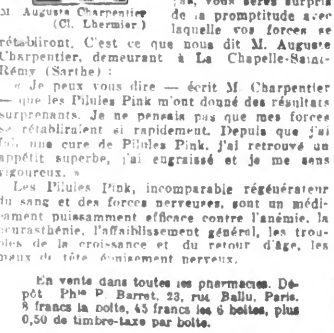 vous serez surpris
M Auguste Charpentier de la promptitude avec
(Cl. Lhermier) laquelle vos forces se
rétabliront. C'est ce que nous dit M. Auguste
Charpentier, demeurant à La Chapelle-Saint-
Rémy (Sarthe) :
« Je peux vous dire — écrit M. Charpentier
— que les Pilules Pink m'ont donné des résultats
surprenants. Je ne pensais pas que mes forces
se rétabliraient si rapidement. Depuis que j'ai
fait une cure de Pilules Pink, j'ai retrouvé un
appétit superbe, j'ai engraissé et je me sens
vigoureux. »
Les Pilules Pink, incomparable régénérateur
du sang et des forces nerveuses, sont un médi-
cament puissamment efficace contre l'anémie, la
neurasthénie, l'affaiblissement général, les trou-
bles de la croissance et du retour d'âge, les
maux de tête, épuisement nerveux.
En vente dans toutes les pharmacies. Dé-
pôt Phie P. Barret, 23, rue Ballu, Paris.
8 francs la boîte, 45 francs les 6 boîtes, plus
0,50 de timbre-taxe par boîte.